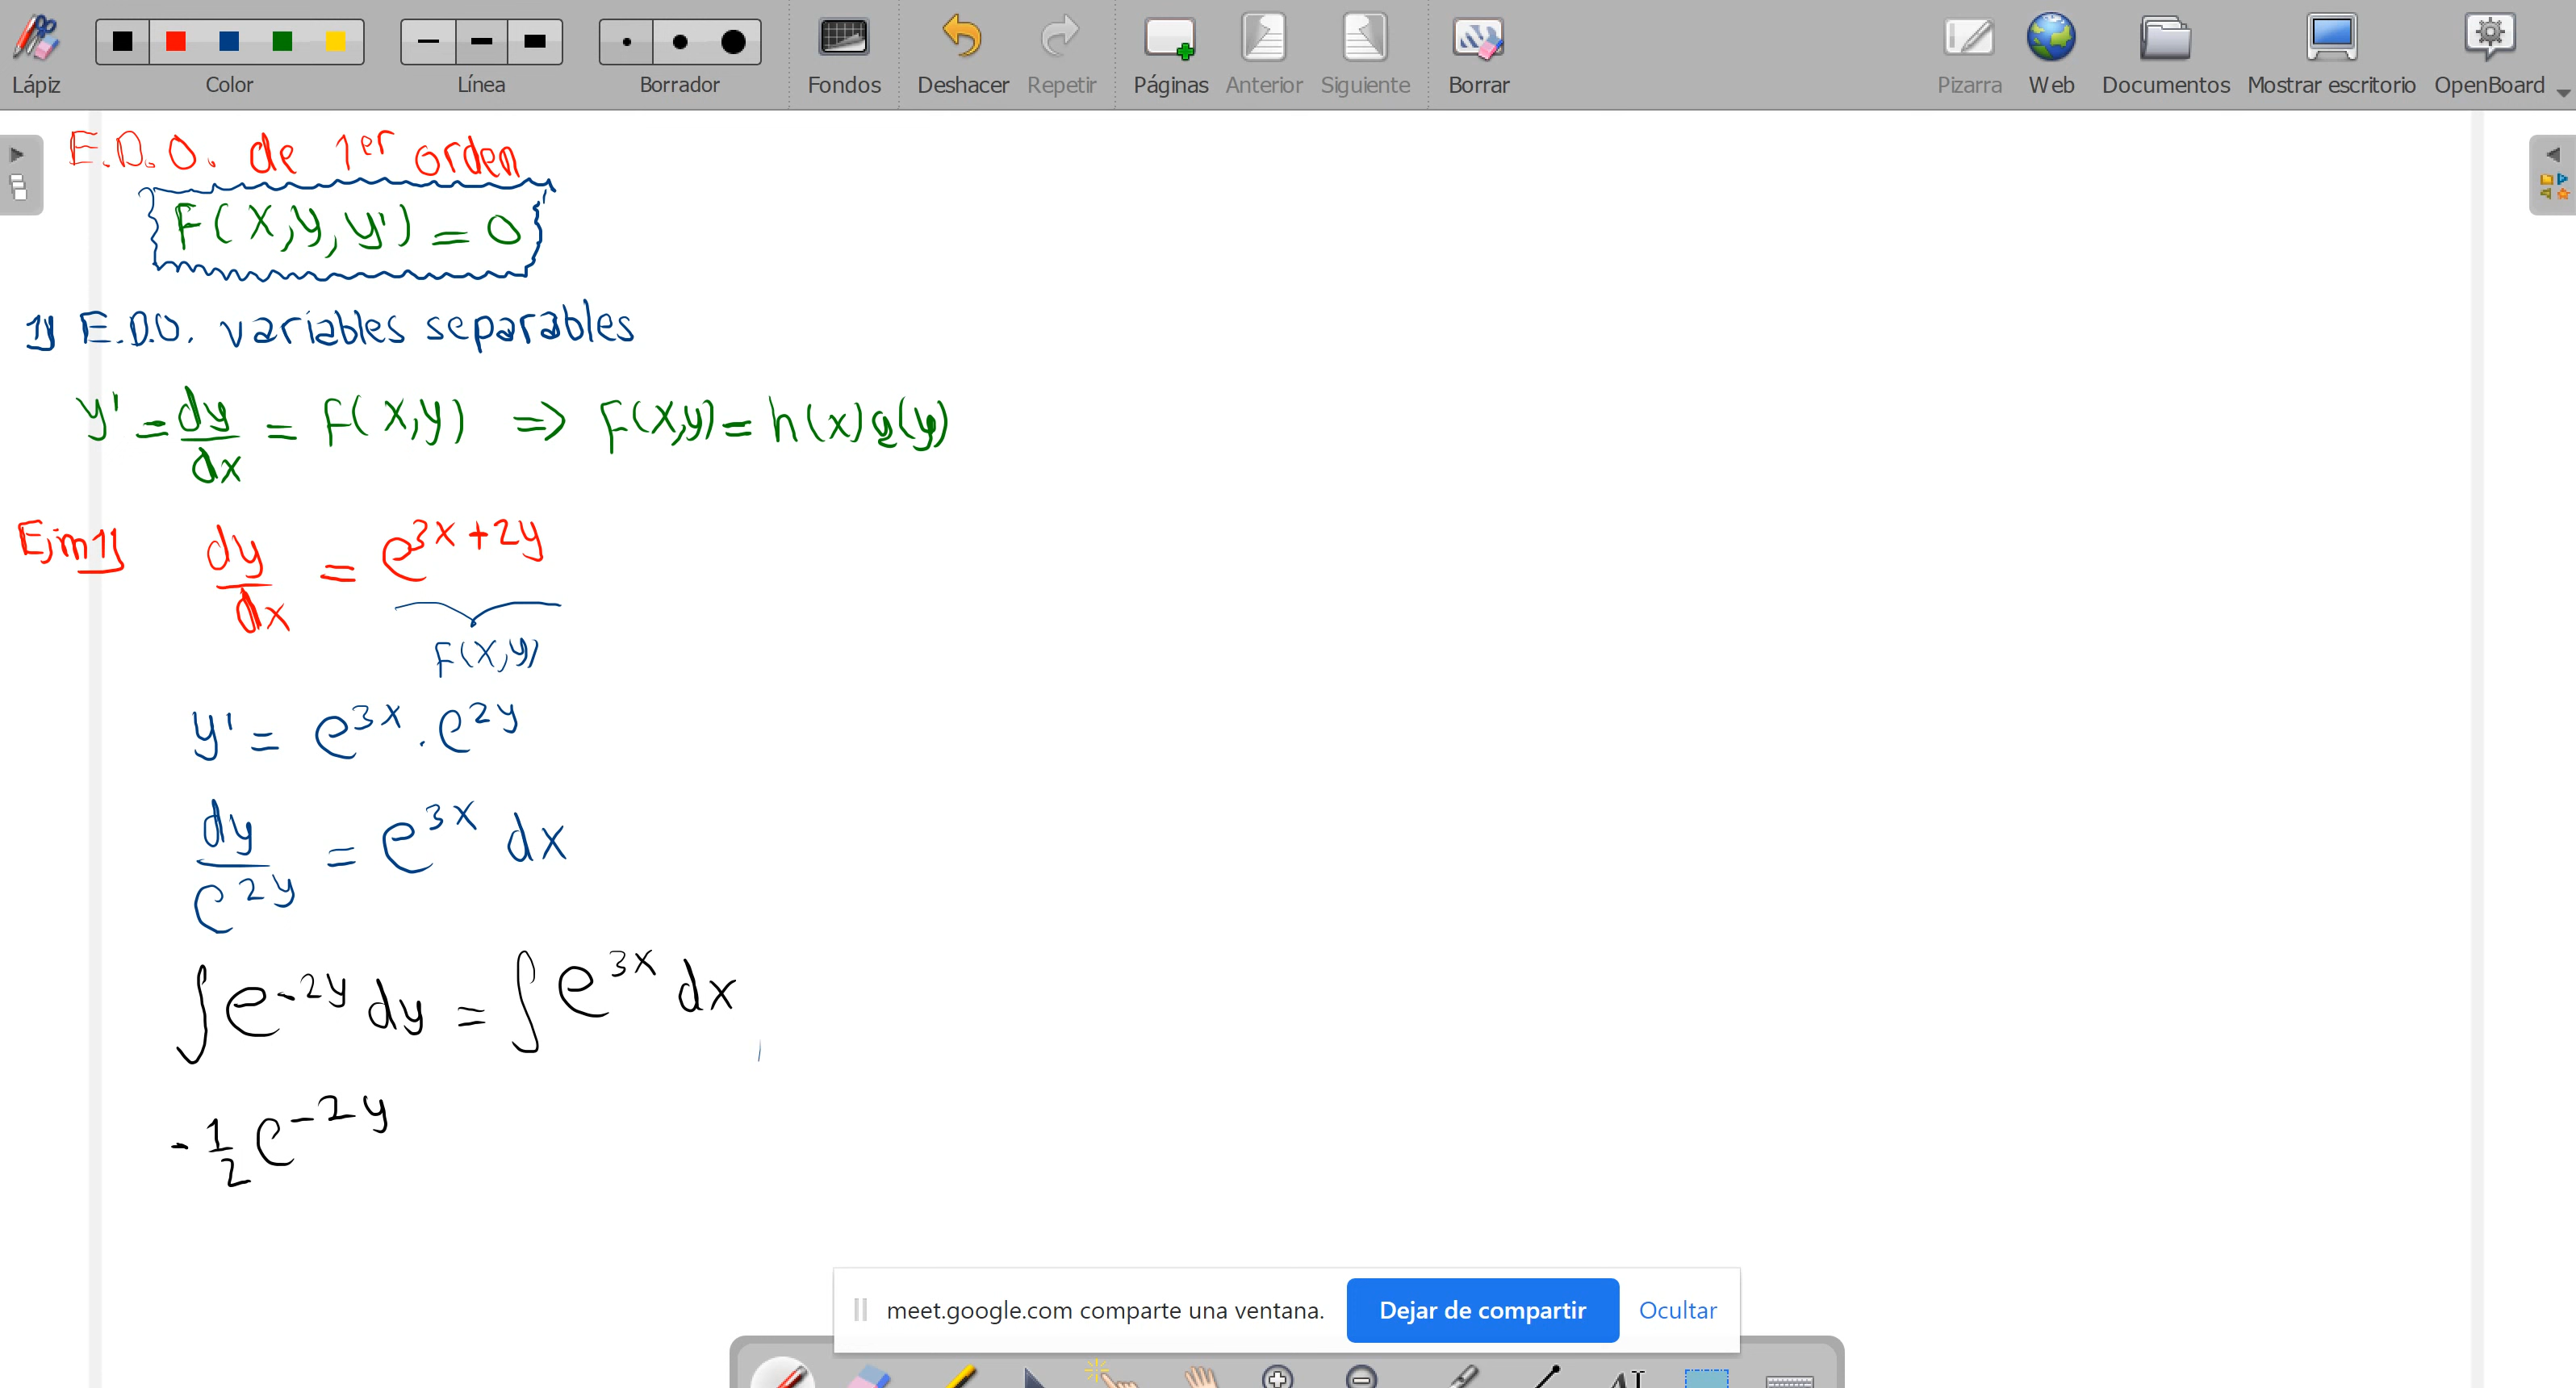 Lápiz Color Línea Borrador Fondos Deshacer Repetir Páginas Anterior Siguiente Borrar Pizarra Web Documentos Mostrar escritorio OpenBoard
E.D.O. de 1er orden
F(x,y,y') = 0
1) E.D.O. variables separables
y' = dy/dx = F(x,y) => F(x,y) = h(x)g(y)
Ejm1) dy/dx = e^{3x+2y}
F(x,y)
y' = e^{3x} . e^{2y}
dy/e^{2y} = e^{3x} dx
∫e^{-2y} dy = ∫e^{3x} dx
-1/2 e^{-2y}
meet.google.com comparte una ventana. Dejar de compartir Ocultar